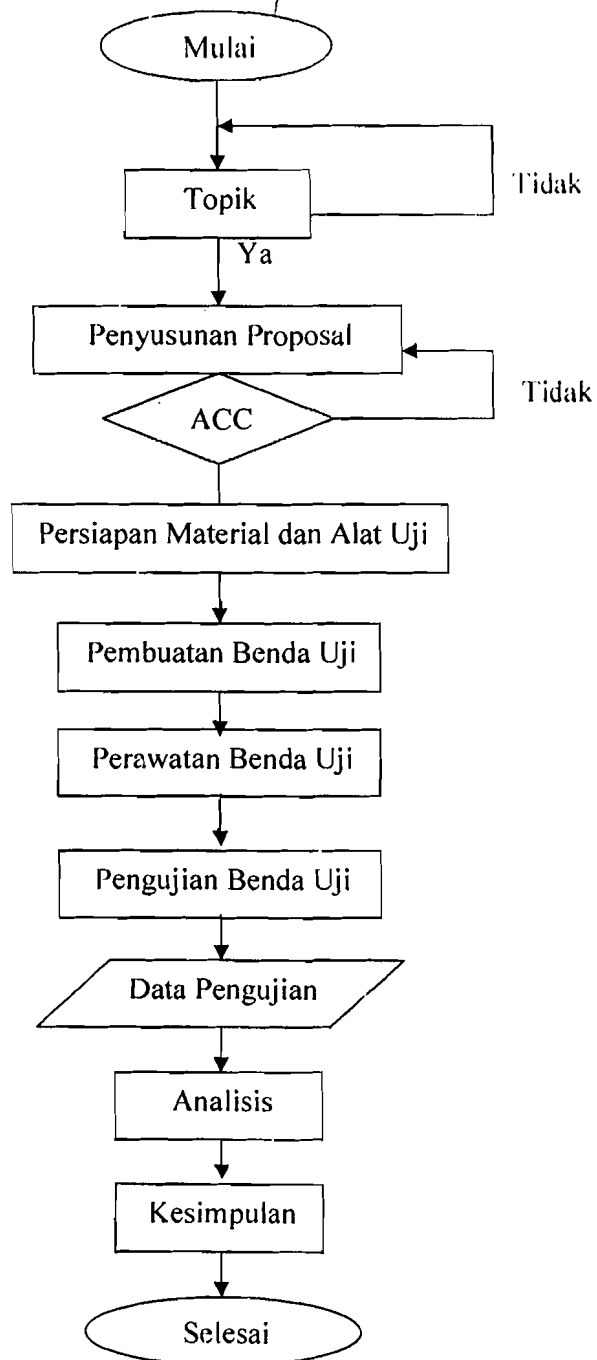 Mulai
Tidak
Topik
Ya
Penyusunan Proposal
Tidak
ACC
Persiapan Material dan Alat Uji
Pembuatan Benda Uji
Perawatan Benda Uji
Pengujian Benda Uji
Data Pengujian
Analisis
Kesimpulan
Selesai